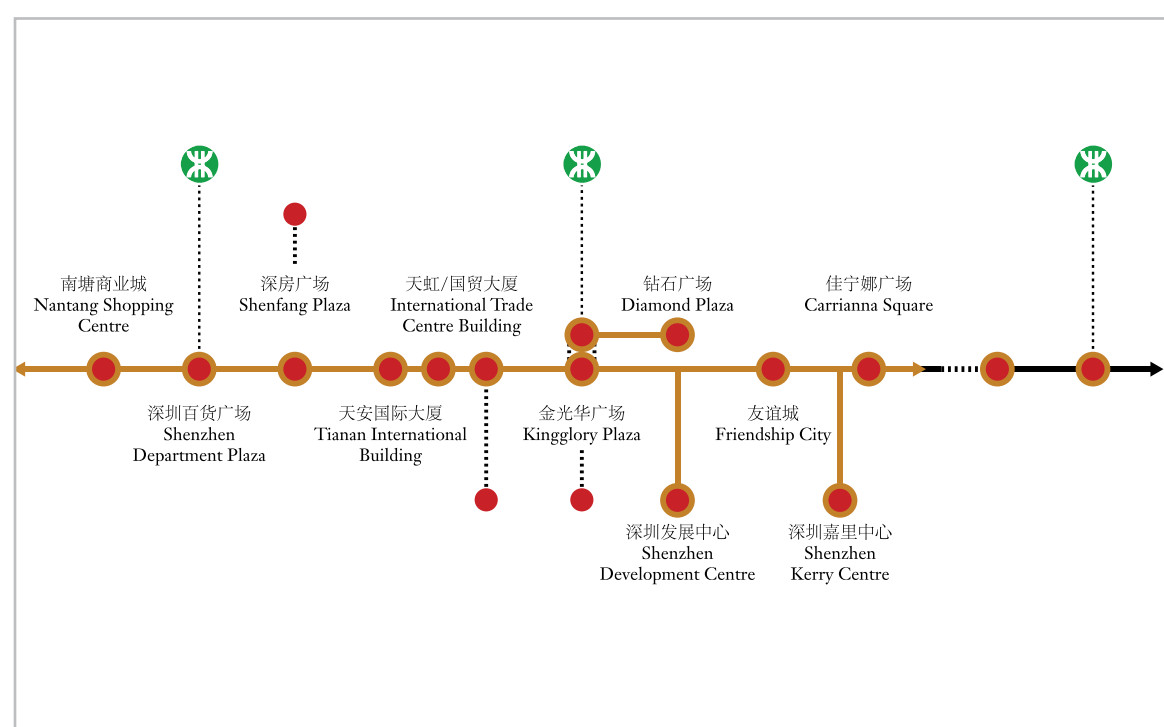 南塘商业城
Nantang Shopping
Centre
深房广场
Shenfang Plaza
天虹/国贸大厦
International Trade
Centre Building
钻石广场
Diamond Plaza
佳宁娜广场
Carrianna Square
深圳百货广场
Shenzhen
Department Plaza
天安国际大厦
Tianan International
Building
金光华广场
Kingglory Plaza
友谊城
Friendship City
深圳发展中心
Shenzhen
Development Centre
深圳嘉里中心
Shenzhen
Kerry Centre